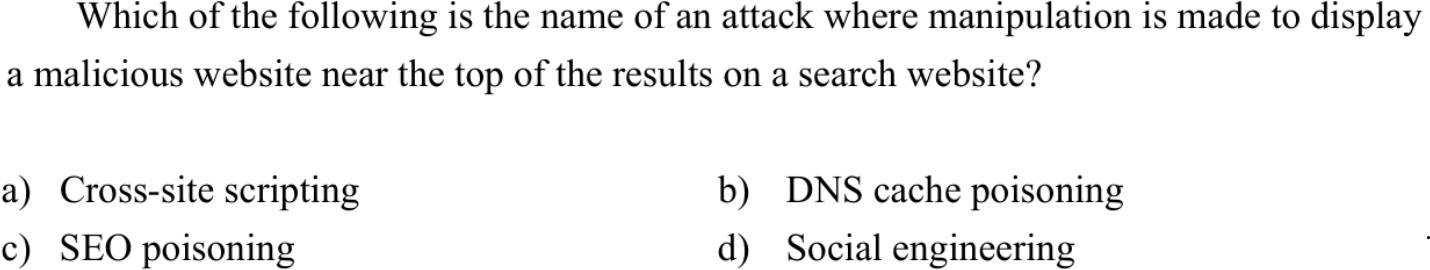 Which of the following is the name of an attack where manipulation is made to display
a malicious website near the top of the results on a search website?
a) Cross-site scripting b) DNS cache poisoning
c) SEO poisoning d) Social engineering